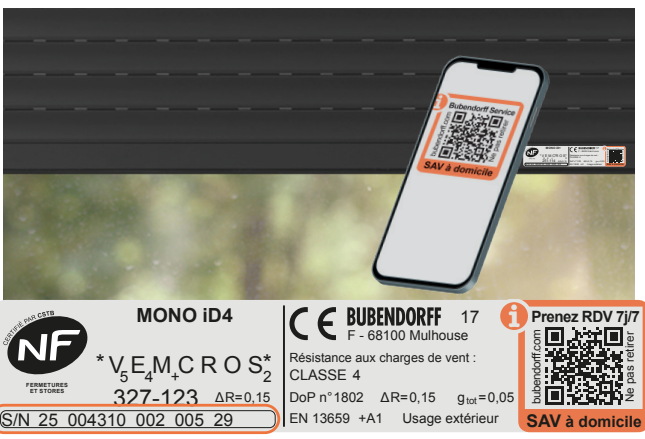 Bubendorff Service
bubendorff.com
Ne pas retirer
SAV à domicile
CERTIFIÉ PAR CSTB
NF
FERMETURES
ET STORES
MONO iD4
*V5E4M+C R O S2*
327-123 ΔR=0,15
S/N 25 004310 002 005 29
CE BUBENDORFF 17
F - 68100 Mulhouse
Résistance aux charges de vent :
CLASSE 4
DoP n°1802 ΔR=0,15 gtot=0,05
EN 13659 +A1 Usage extérieur
i Prenez RDV 7j/7
bubendorff.com
Ne pas retirer
SAV à domicile